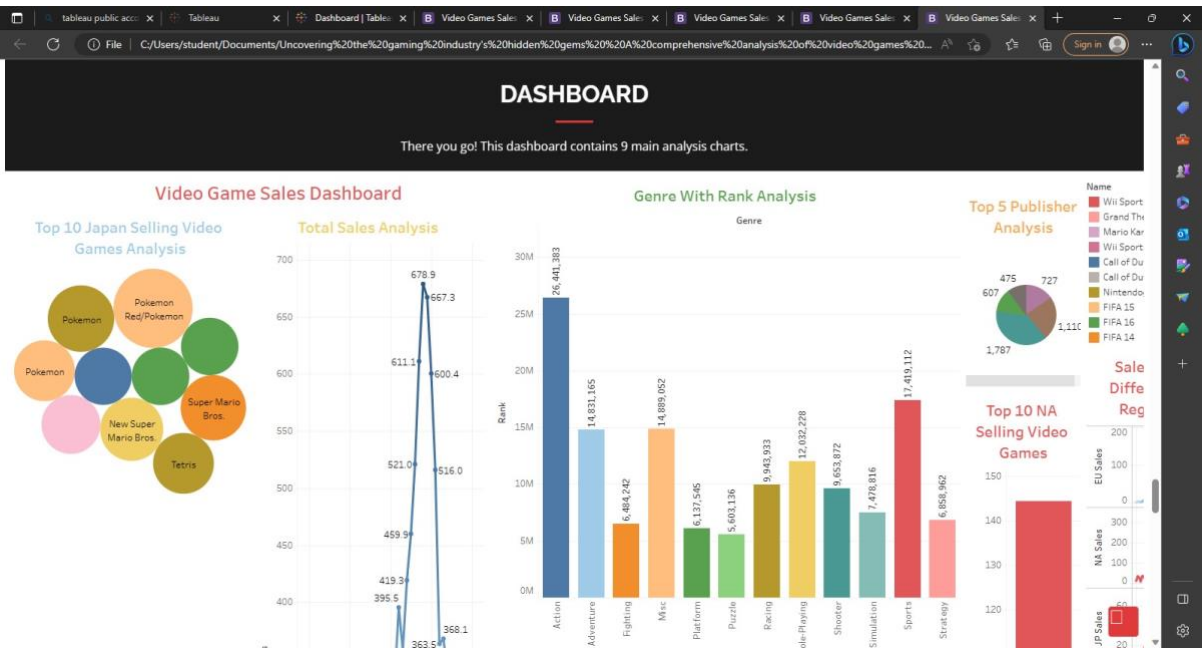 tableau public acco
Tableau
Dashboard | Tablea
Video Games Sales
Video Games Sales
Video Games Sales
Video Games Sales
Video Games Sales
File
C:/Users/student/Documents/Uncovering%20the%20gaming%20industry's%20hidden%20gems%20%20A%20comprehensive%20analysis%20of%20video%20games%20...
Sign in
DASHBOARD
There you go! This dashboard contains 9 main analysis charts.
Video Game Sales Dashboard
Top 10 Japan Selling Video
Games Analysis
Pokemon
Red/Pokemon
Pokemon
Pokemon
Super Mario
Bros.
New Super
Mario Bros.
Tetris
Total Sales Analysis
700
650
600
550
500
450
400
678.9
667.3
611.1
600.4
521.0
516.0
459.9
419.3
395.5
368.1
363.5
Genre With Rank Analysis
Genre
Rank
30M
25M
20M
15M
10M
5M
0M
26,441,383
14,831,165
6,484,242
14,889,052
6,137,545
5,603,136
9,943,933
12,032,228
9,653,872
7,478,816
17,419,112
6,858,962
Action
Adventure
Fighting
Misc
Platform
Puzzle
Racing
ole-Playing
Shooter
Simulation
Sports
Strategy
Top 5 Publisher
Analysis
475
727
607
1,110
1,787
Top 10 NA
Selling Video
Games
150
140
130
120
Name
Wii Sport
Grand The
Mario Kar
Wii Sport
Call of Du
Call of Du
Nintendo
FIFA 15
FIFA 16
FIFA 14
Sale
Diffe
Reg
EU Sales
200
100
0
NA Sales
300
200
100
0
JP Sales
60
20